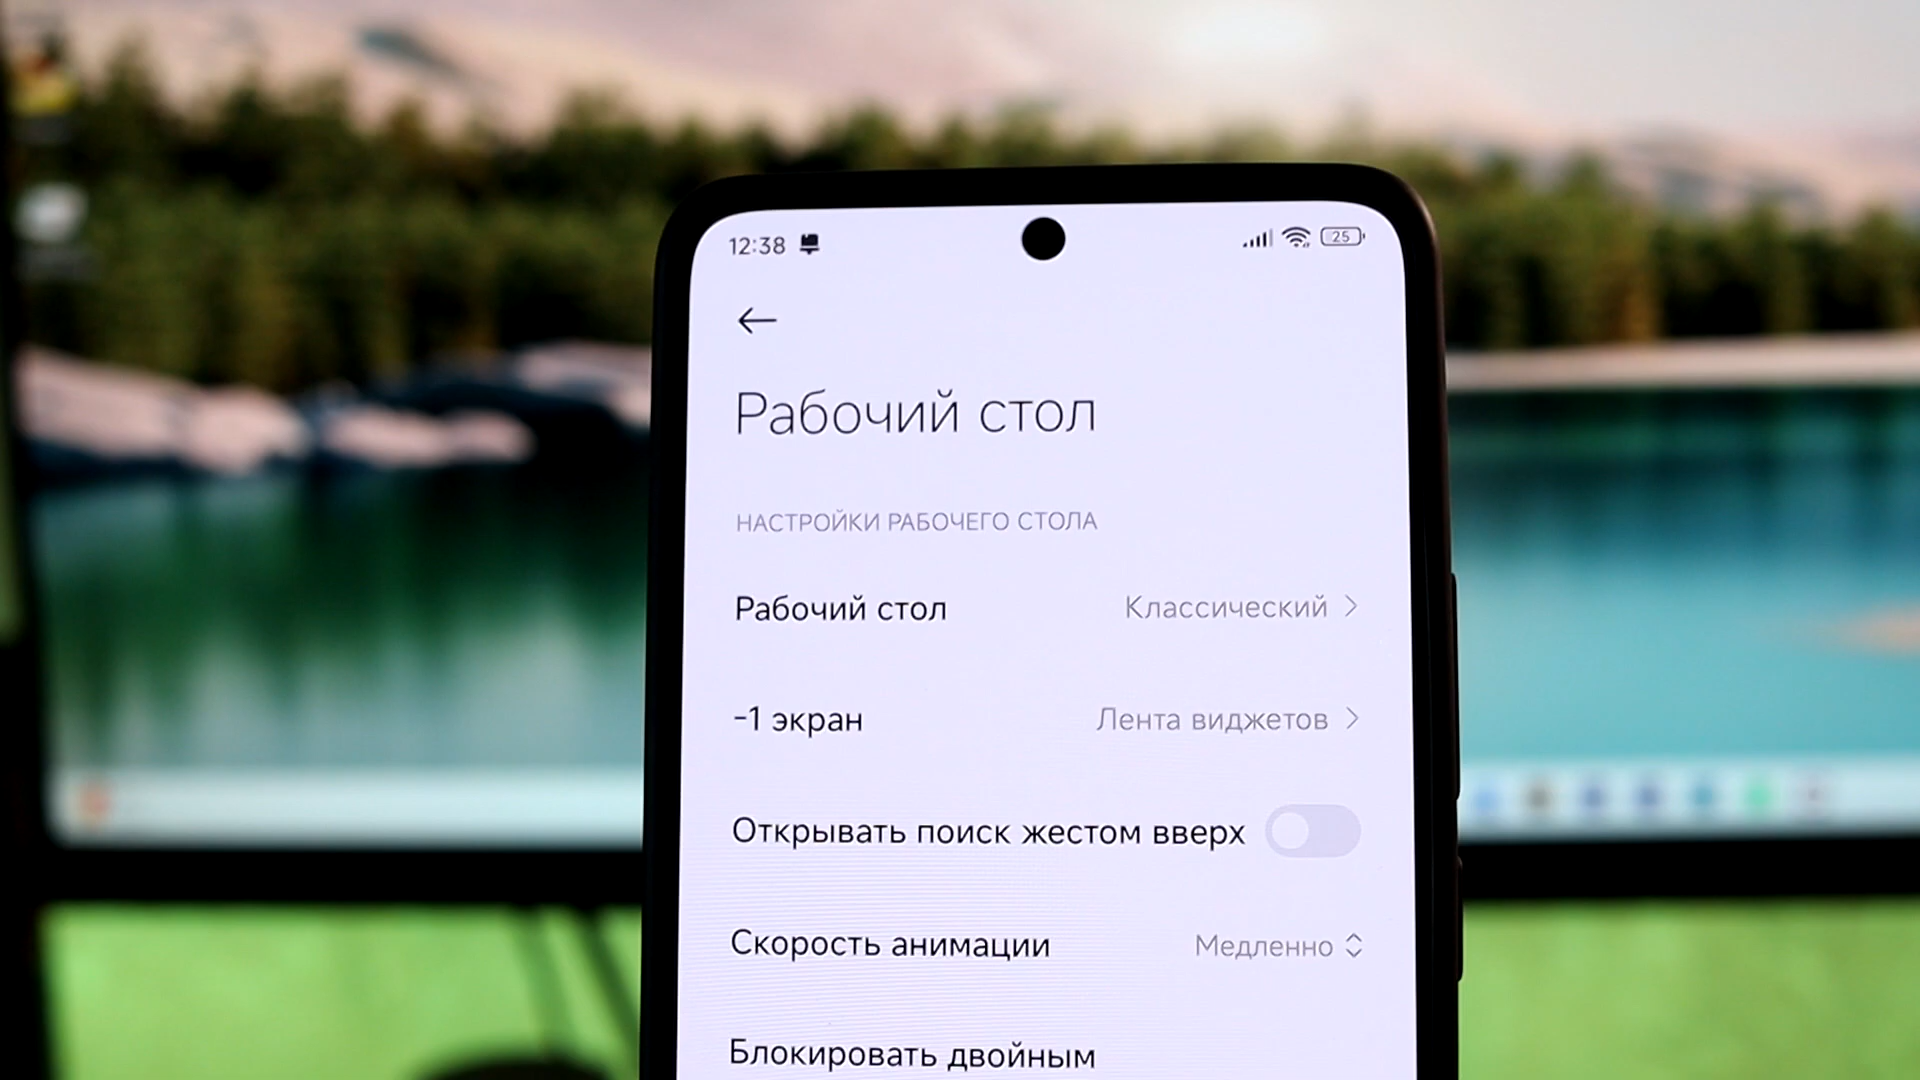 12:38
25
Рабочий стол
НАСТРОЙКИ РАБОЧЕГО СТОЛА
Рабочий стол Классический
-1 экран Лента виджетов
Открывать поиск жестом вверх
Скорость анимации Медленно
Блокировать двойным